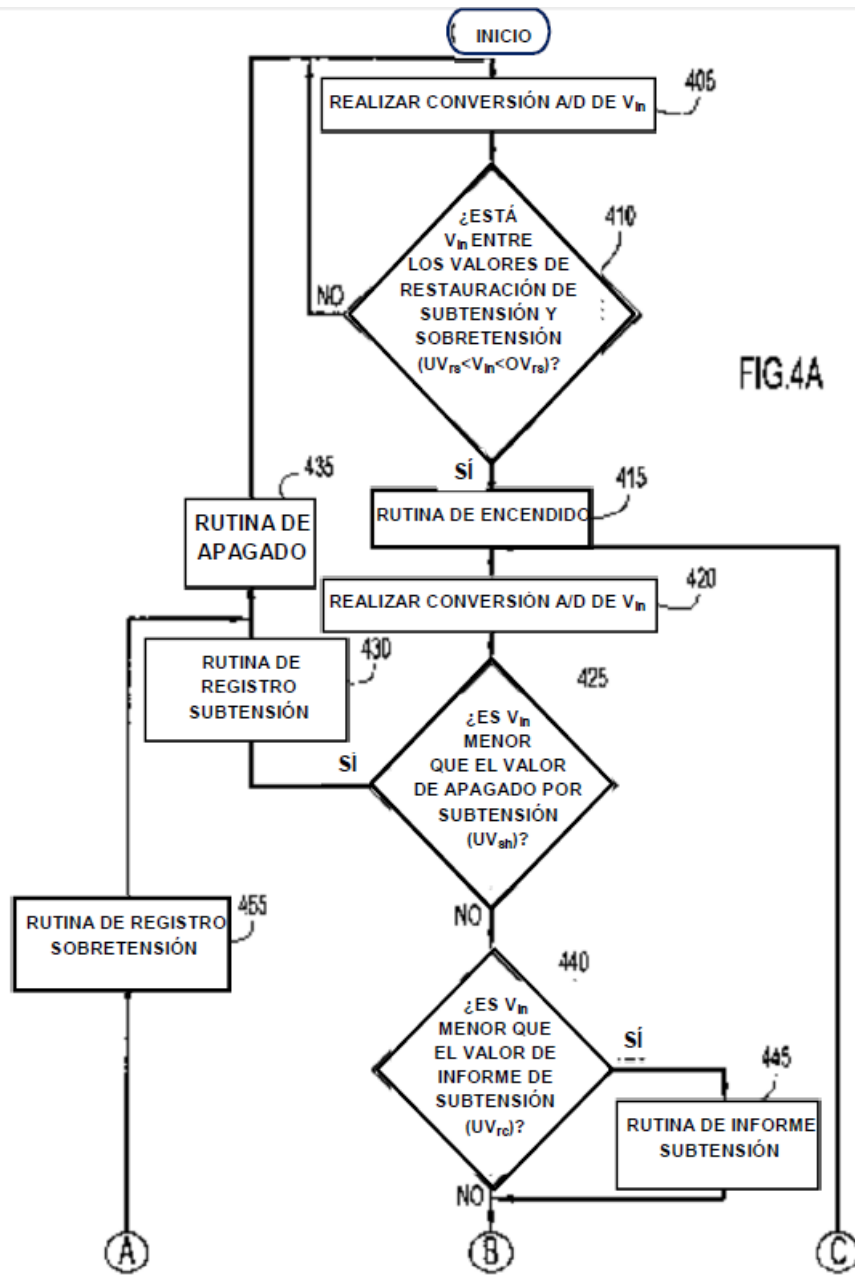 INICIO
405
REALIZAR CONVERSIÓN A/D DE Vin
410
¿ESTÁ
Vin ENTRE
LOS VALORES DE
RESTAURACIÓN DE
SUBTENSIÓN Y
SOBRETENSIÓN
(UVrs<Vin<OVrs)?
NO
FIG.4A
SÍ
435
RUTINA DE
APAGADO
415
RUTINA DE ENCENDIDO
420
REALIZAR CONVERSIÓN A/D DE Vin
430
RUTINA DE
REGISTRO
SUBTENSIÓN
425
¿ES Vin
MENOR
QUE EL VALOR
DE APAGADO POR
SUBTENSIÓN
(UVsh)?
SÍ
NO
455
RUTINA DE REGISTRO
SOBRETENSIÓN
440
¿ES Vin
MENOR QUE
EL VALOR DE
INFORME DE
SUBTENSIÓN
(UVrc)?
SÍ
445
RUTINA DE INFORME
SUBTENSIÓN
NO
A
B
C